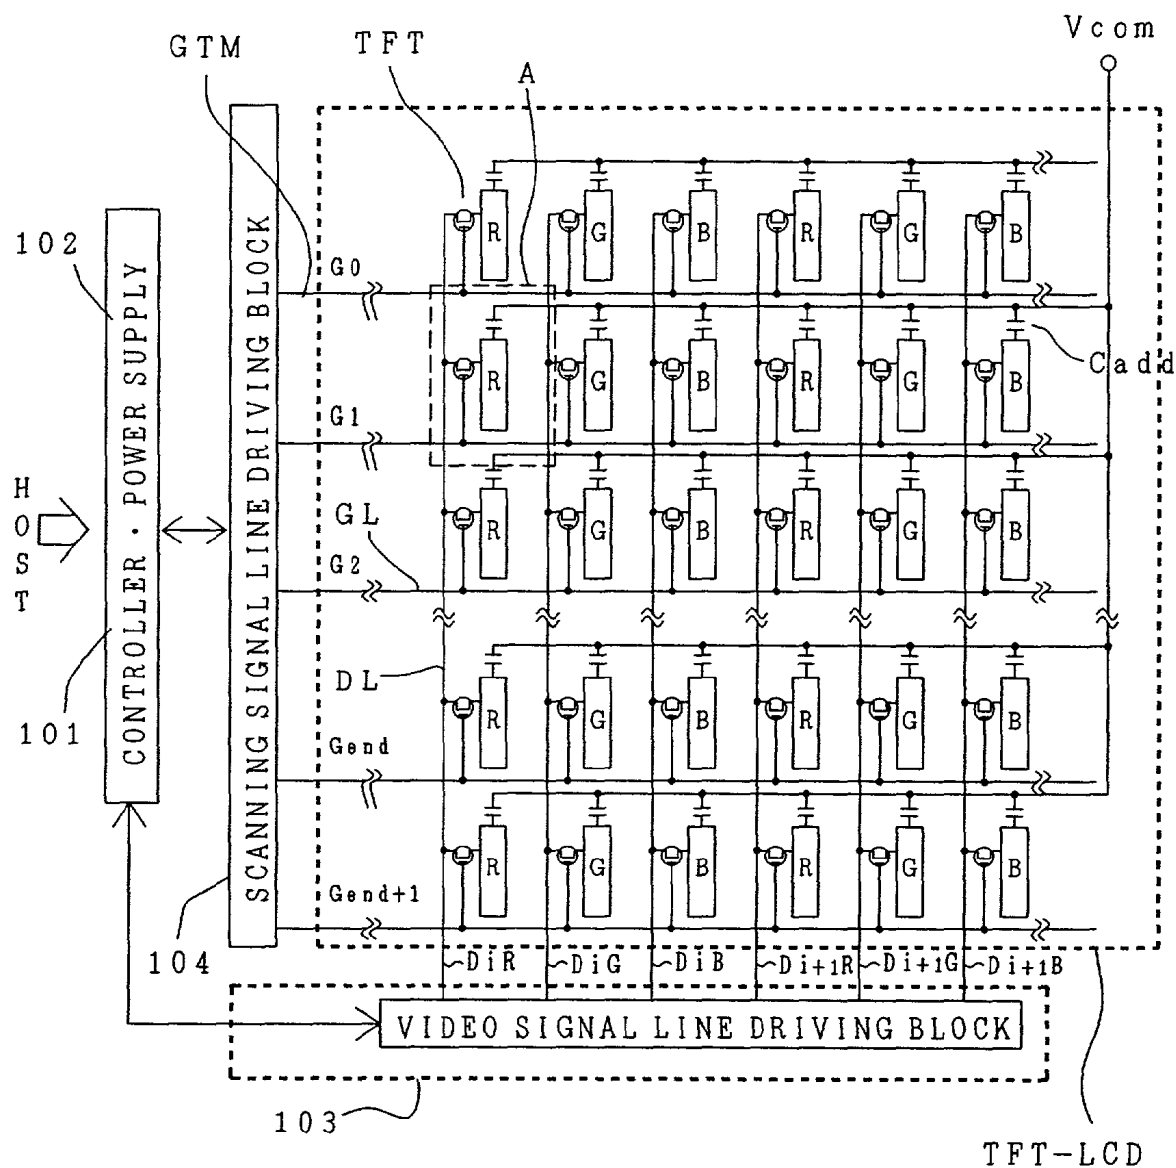 Vcom
GTM
TFT
A
R G B R G B
102
G0
R G B R G B
Cadd
G1
HOST
GL
R G B R G B
G2
CONTROLLER · POWER SUPPLY
SCANNING SIGNAL LINE DRIVING BLOCK
DL
R G B R G B
101
Gend
R G B R G B
Gend+1
104
DiR DiG DiB Di+1R Di+1G Di+1B
VIDEO SIGNAL LINE DRIVING BLOCK
103
TFT-LCD